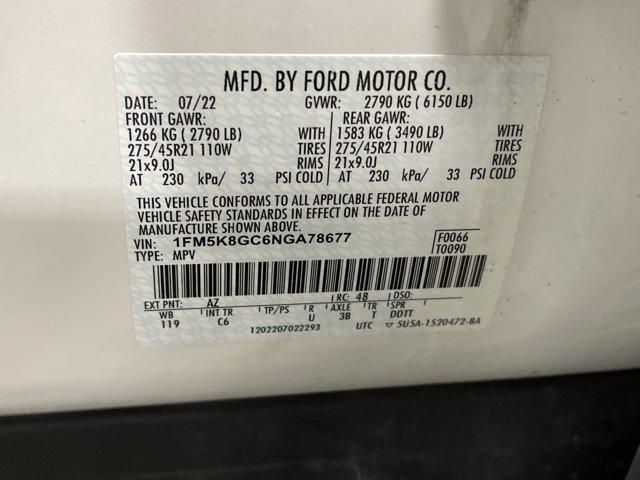 MFD. BY FORD MOTOR CO.
DATE: 07/22 GVWR: 2790 KG ( 6150 LB)
FRONT GAWR: REAR GAWR:
1266 KG ( 2790 LB) WITH 1583 KG ( 3490 LB) WITH
275/45R21 110W TIRES 275/45R21 110W TIRES
21x9.0J RIMS 21x9.0J RIMS
AT 230 kPa/ 33 PSI COLD AT 230 kPa/ 33 PSI COLD
THIS VEHICLE CONFORMS TO ALL APPLICABLE FEDERAL MOTOR
VEHICLE SAFETY STANDARDS IN EFFECT ON THE DATE OF
MANUFACTURE SHOWN ABOVE.
VIN: 1FM5K8GC6NGA78677 F0066
TYPE: MPV T0090
EXT PNT: AZ RC: 48 DSO:
WB INT TR TP/PS R AXLE TR SPR
119 C6 U 3B T DDTT
1202207022293 UTC ▽ 5U5A-1520472-BA